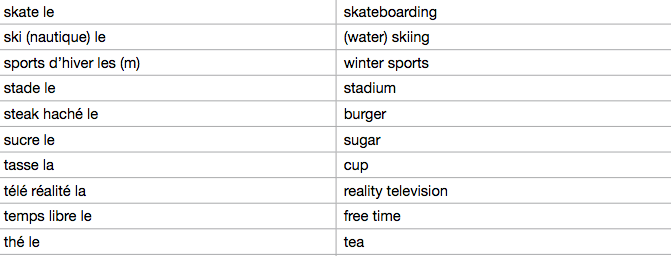 skate le skateboarding
ski (nautique) le (water) skiing
sports d’hiver les (m) winter sports
stade le stadium
steak haché le burger
sucre le sugar
tasse la cup
télé réalité la reality television
temps libre le free time
thé le tea